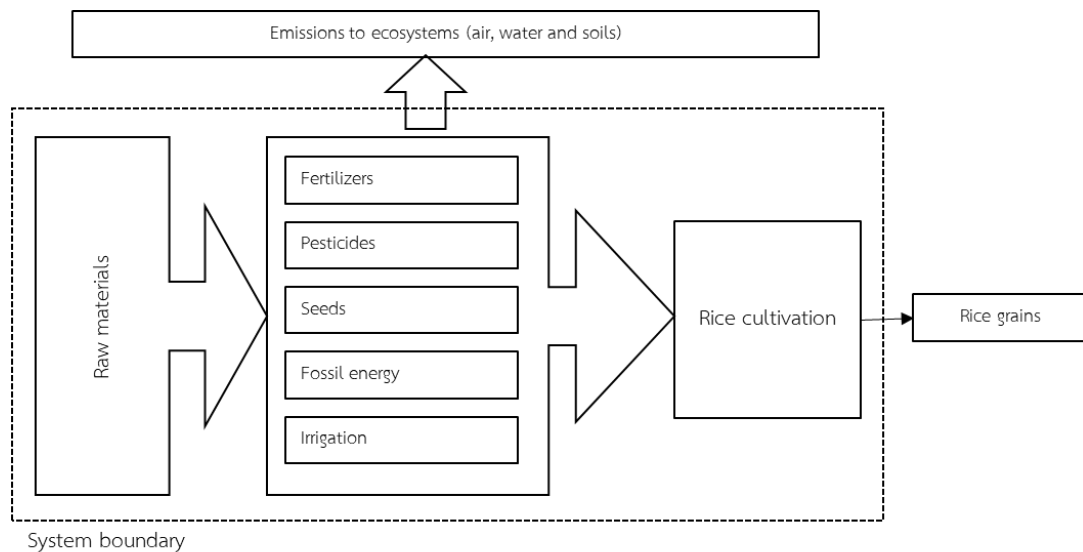 Emissions to ecosystems (air, water and soils)
Raw materials
Fertilizers
Pesticides
Seeds
Fossil energy
Irrigation
Rice cultivation
Rice grains
System boundary